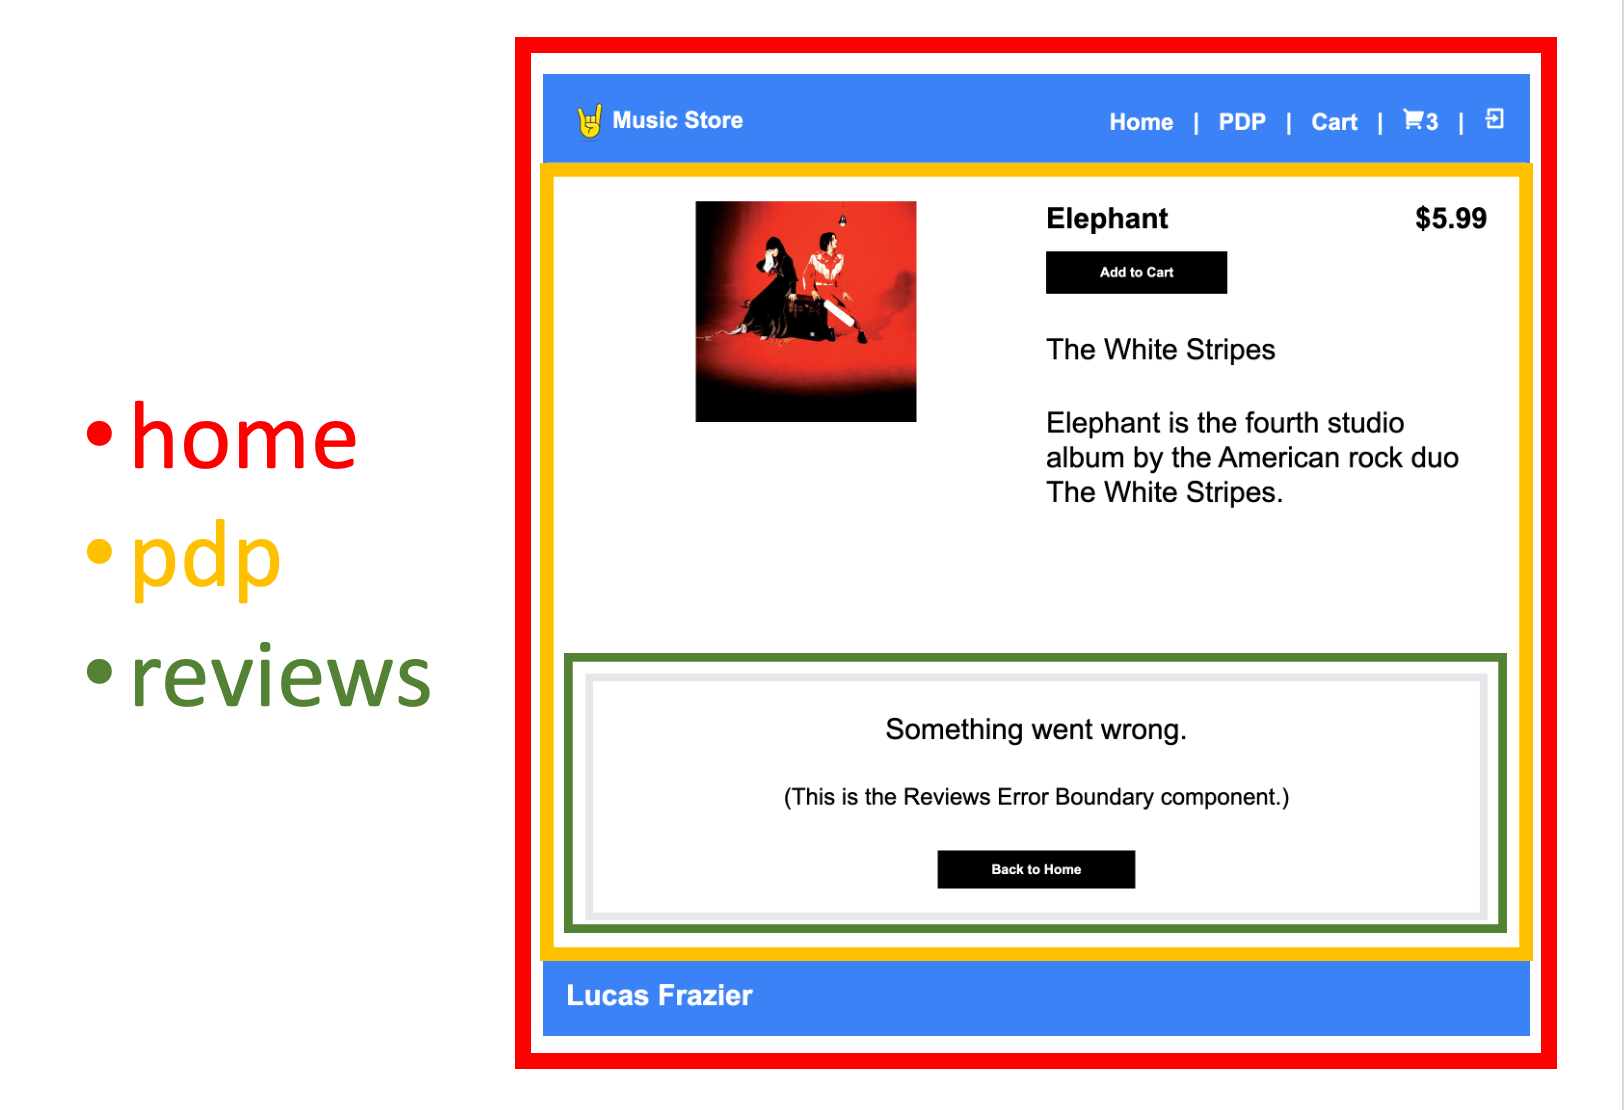 • home
• pdp
• reviews
Music Store
Home | PDP | Cart | 3 |
Elephant
$5.99
Add to Cart
The White Stripes
Elephant is the fourth studio
album by the American rock duo
The White Stripes.
Something went wrong.
(This is the Reviews Error Boundary component.)
Back to Home
Lucas Frazier